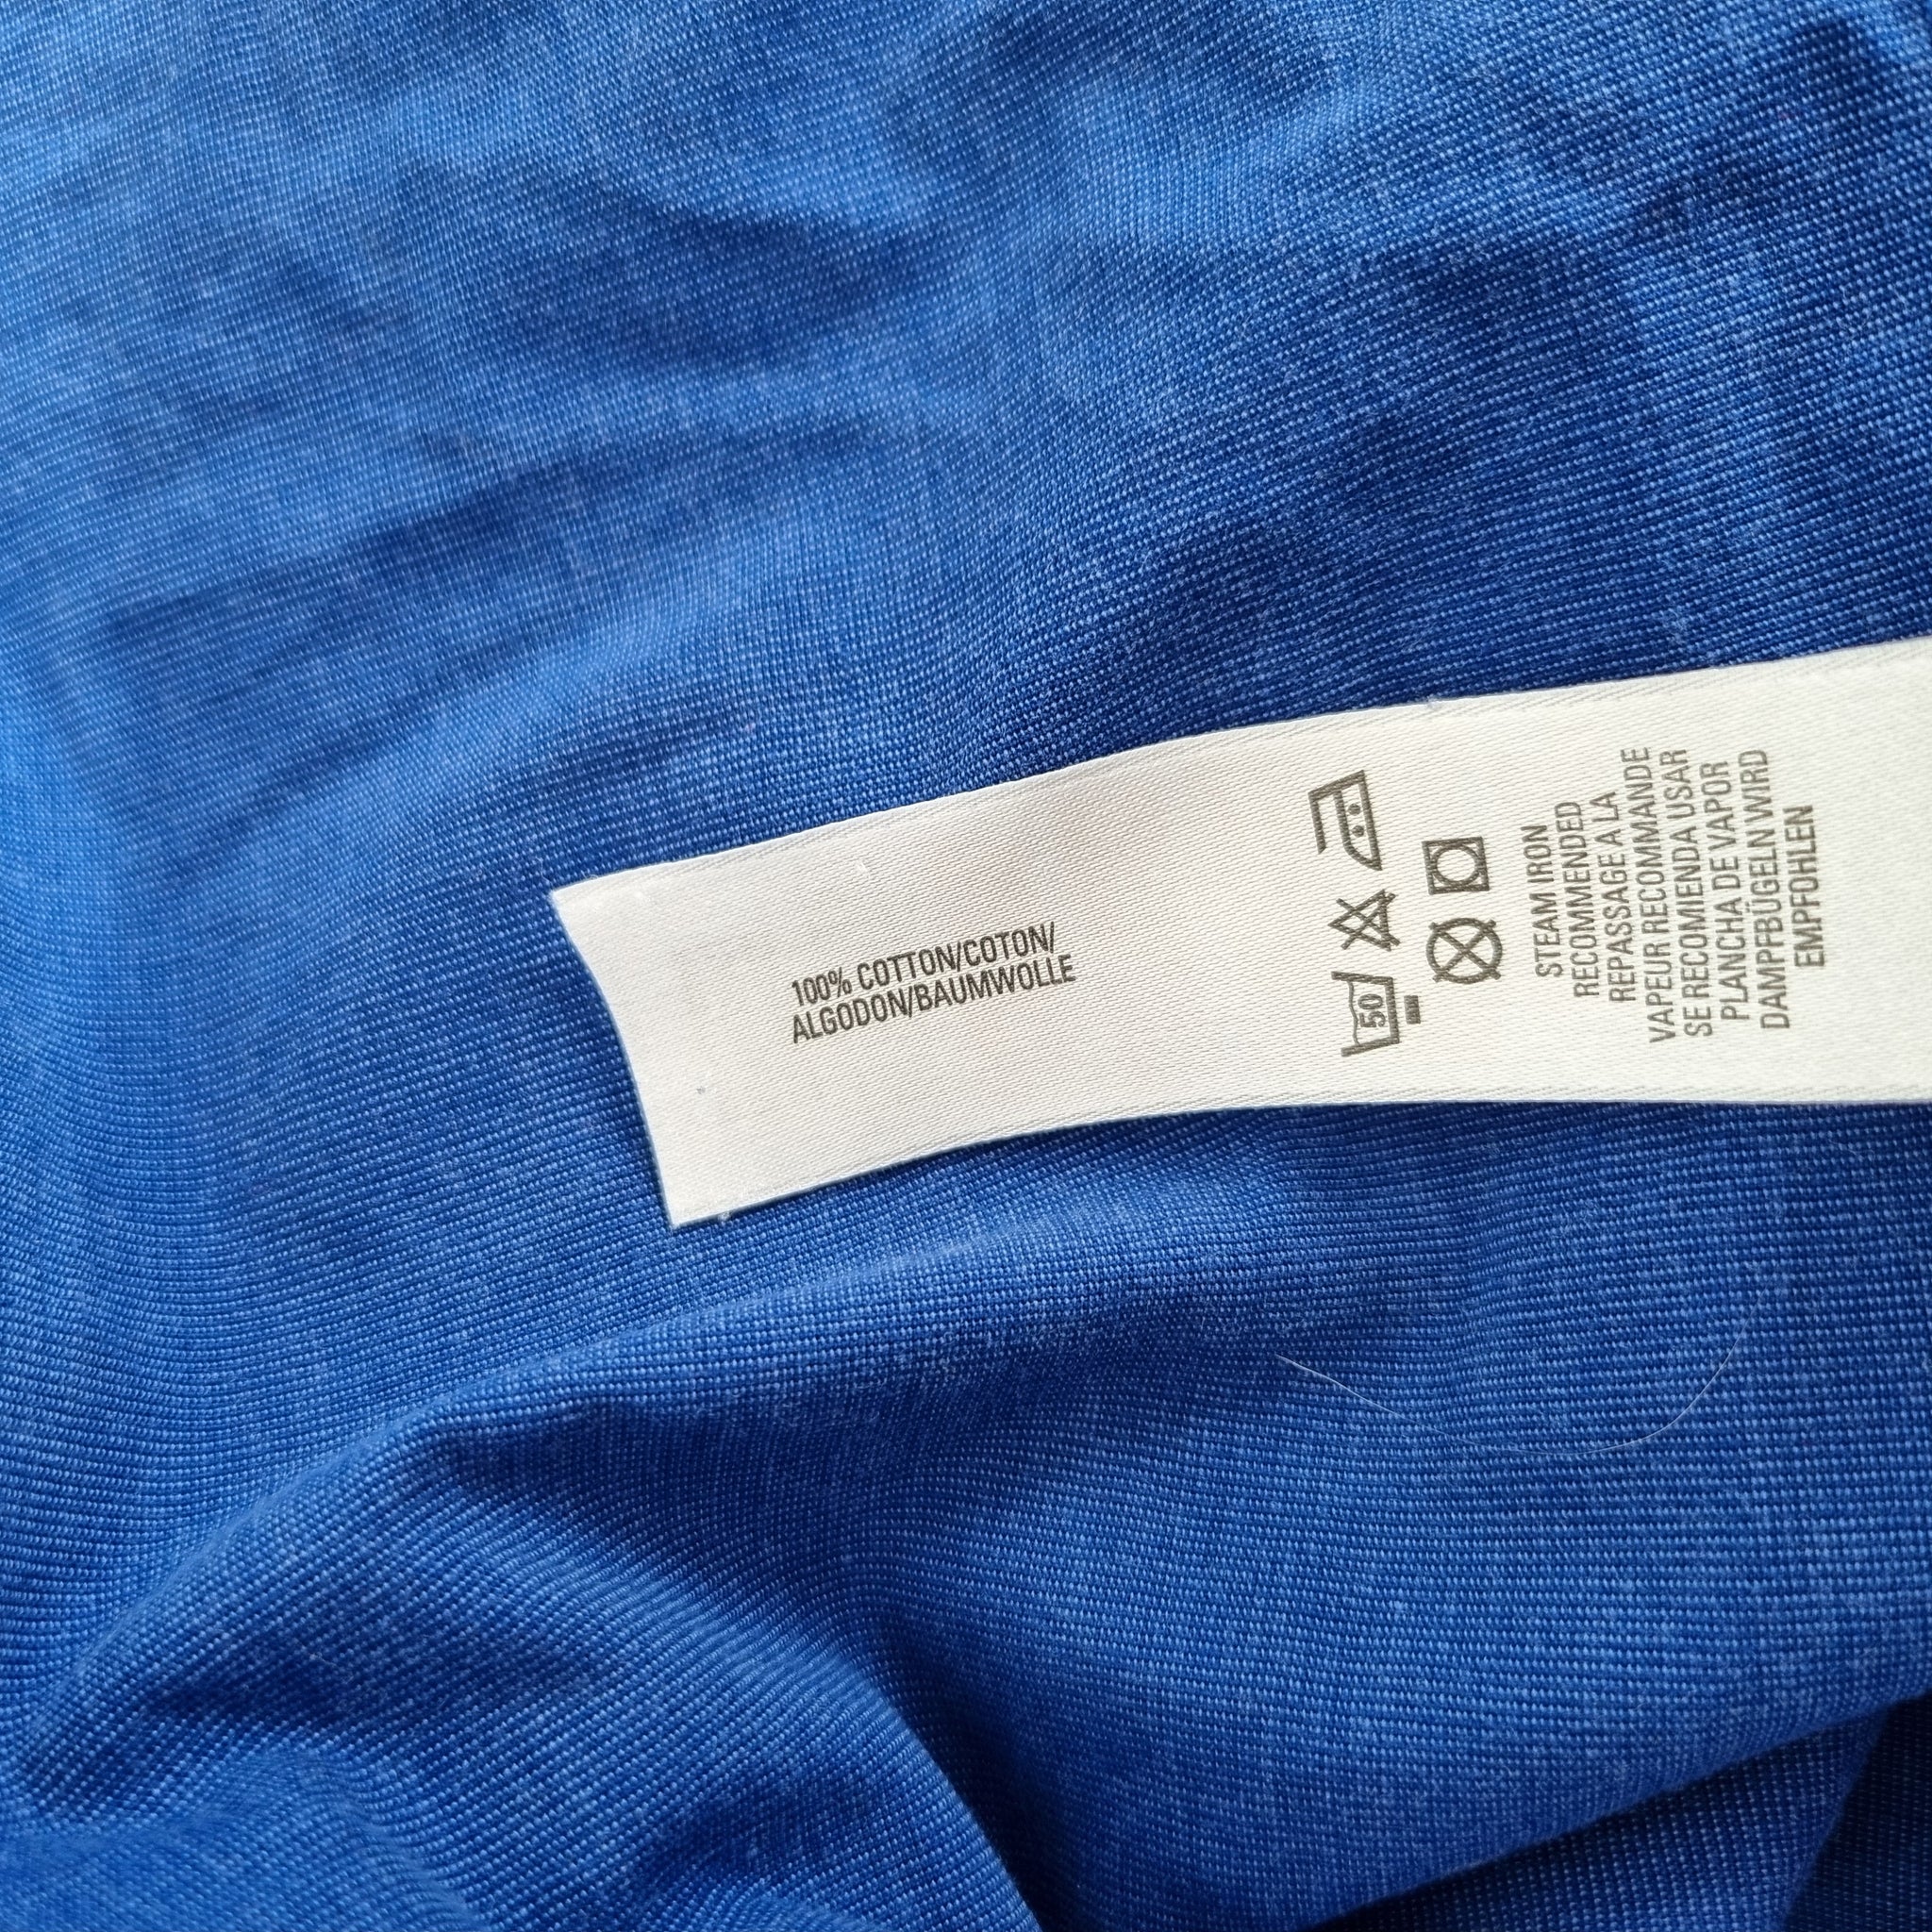 100% COTTON/COTON/
ALGODON/BAUMWOLLE
50
STEAM IRON
RECOMMENDED
REPASSAGE A LA
VAPEUR RECOMMANDE
SE RECOMIENDA USAR
PLANCHA DE VAPOR
DAMPFBÜGELN WIRD
EMPFOHLEN